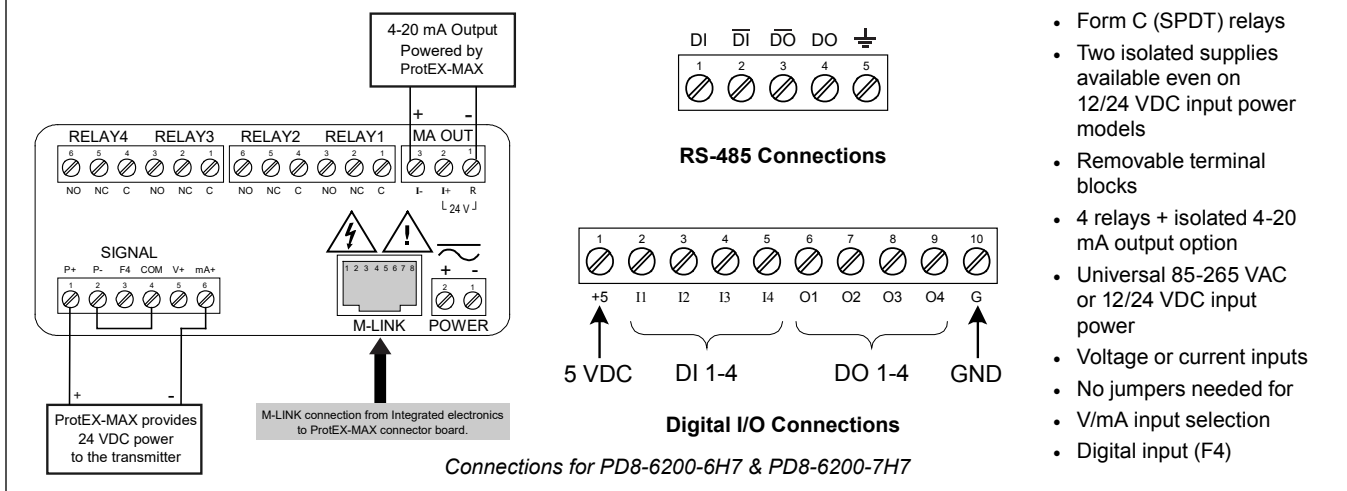 4-20 mA Output
Powered by
ProtEX-MAX
+ -
RELAY4 RELAY3 RELAY2 RELAY1 MA OUT
6 5 4 3 2 1 6 5 4 3 2 1 3 2 1
NO NC C NO NC C NO NC C NO NC C I- I+ R
24 V
SIGNAL
P+ P- F4 COM V+ mA+
1 2 3 4 5 6
1 2 3 4 5 6 7 8
M-LINK
+ -
2 1
POWER
+ -
ProtEX-MAX provides
24 VDC power
to the transmitter
M-LINK connection from Integrated electronics
to ProtEX-MAX connector board.
DI D̅I̅ D̅O̅ DO
1 2 3 4 5
RS-485 Connections
1 2 3 4 5 6 7 8 9 10
+5 I1 I2 I3 I4 O1 O2 O3 O4 G
5 VDC DI 1-4 DO 1-4 GND
Digital I/O Connections
Connections for PD8-6200-6H7 & PD8-6200-7H7
• Form C (SPDT) relays
• Two isolated supplies
available even on
12/24 VDC input power
models
• Removable terminal
blocks
• 4 relays + isolated 4-20
mA output option
• Universal 85-265 VAC
or 12/24 VDC input
power
• Voltage or current inputs
• No jumpers needed for
• V/mA input selection
• Digital input (F4)